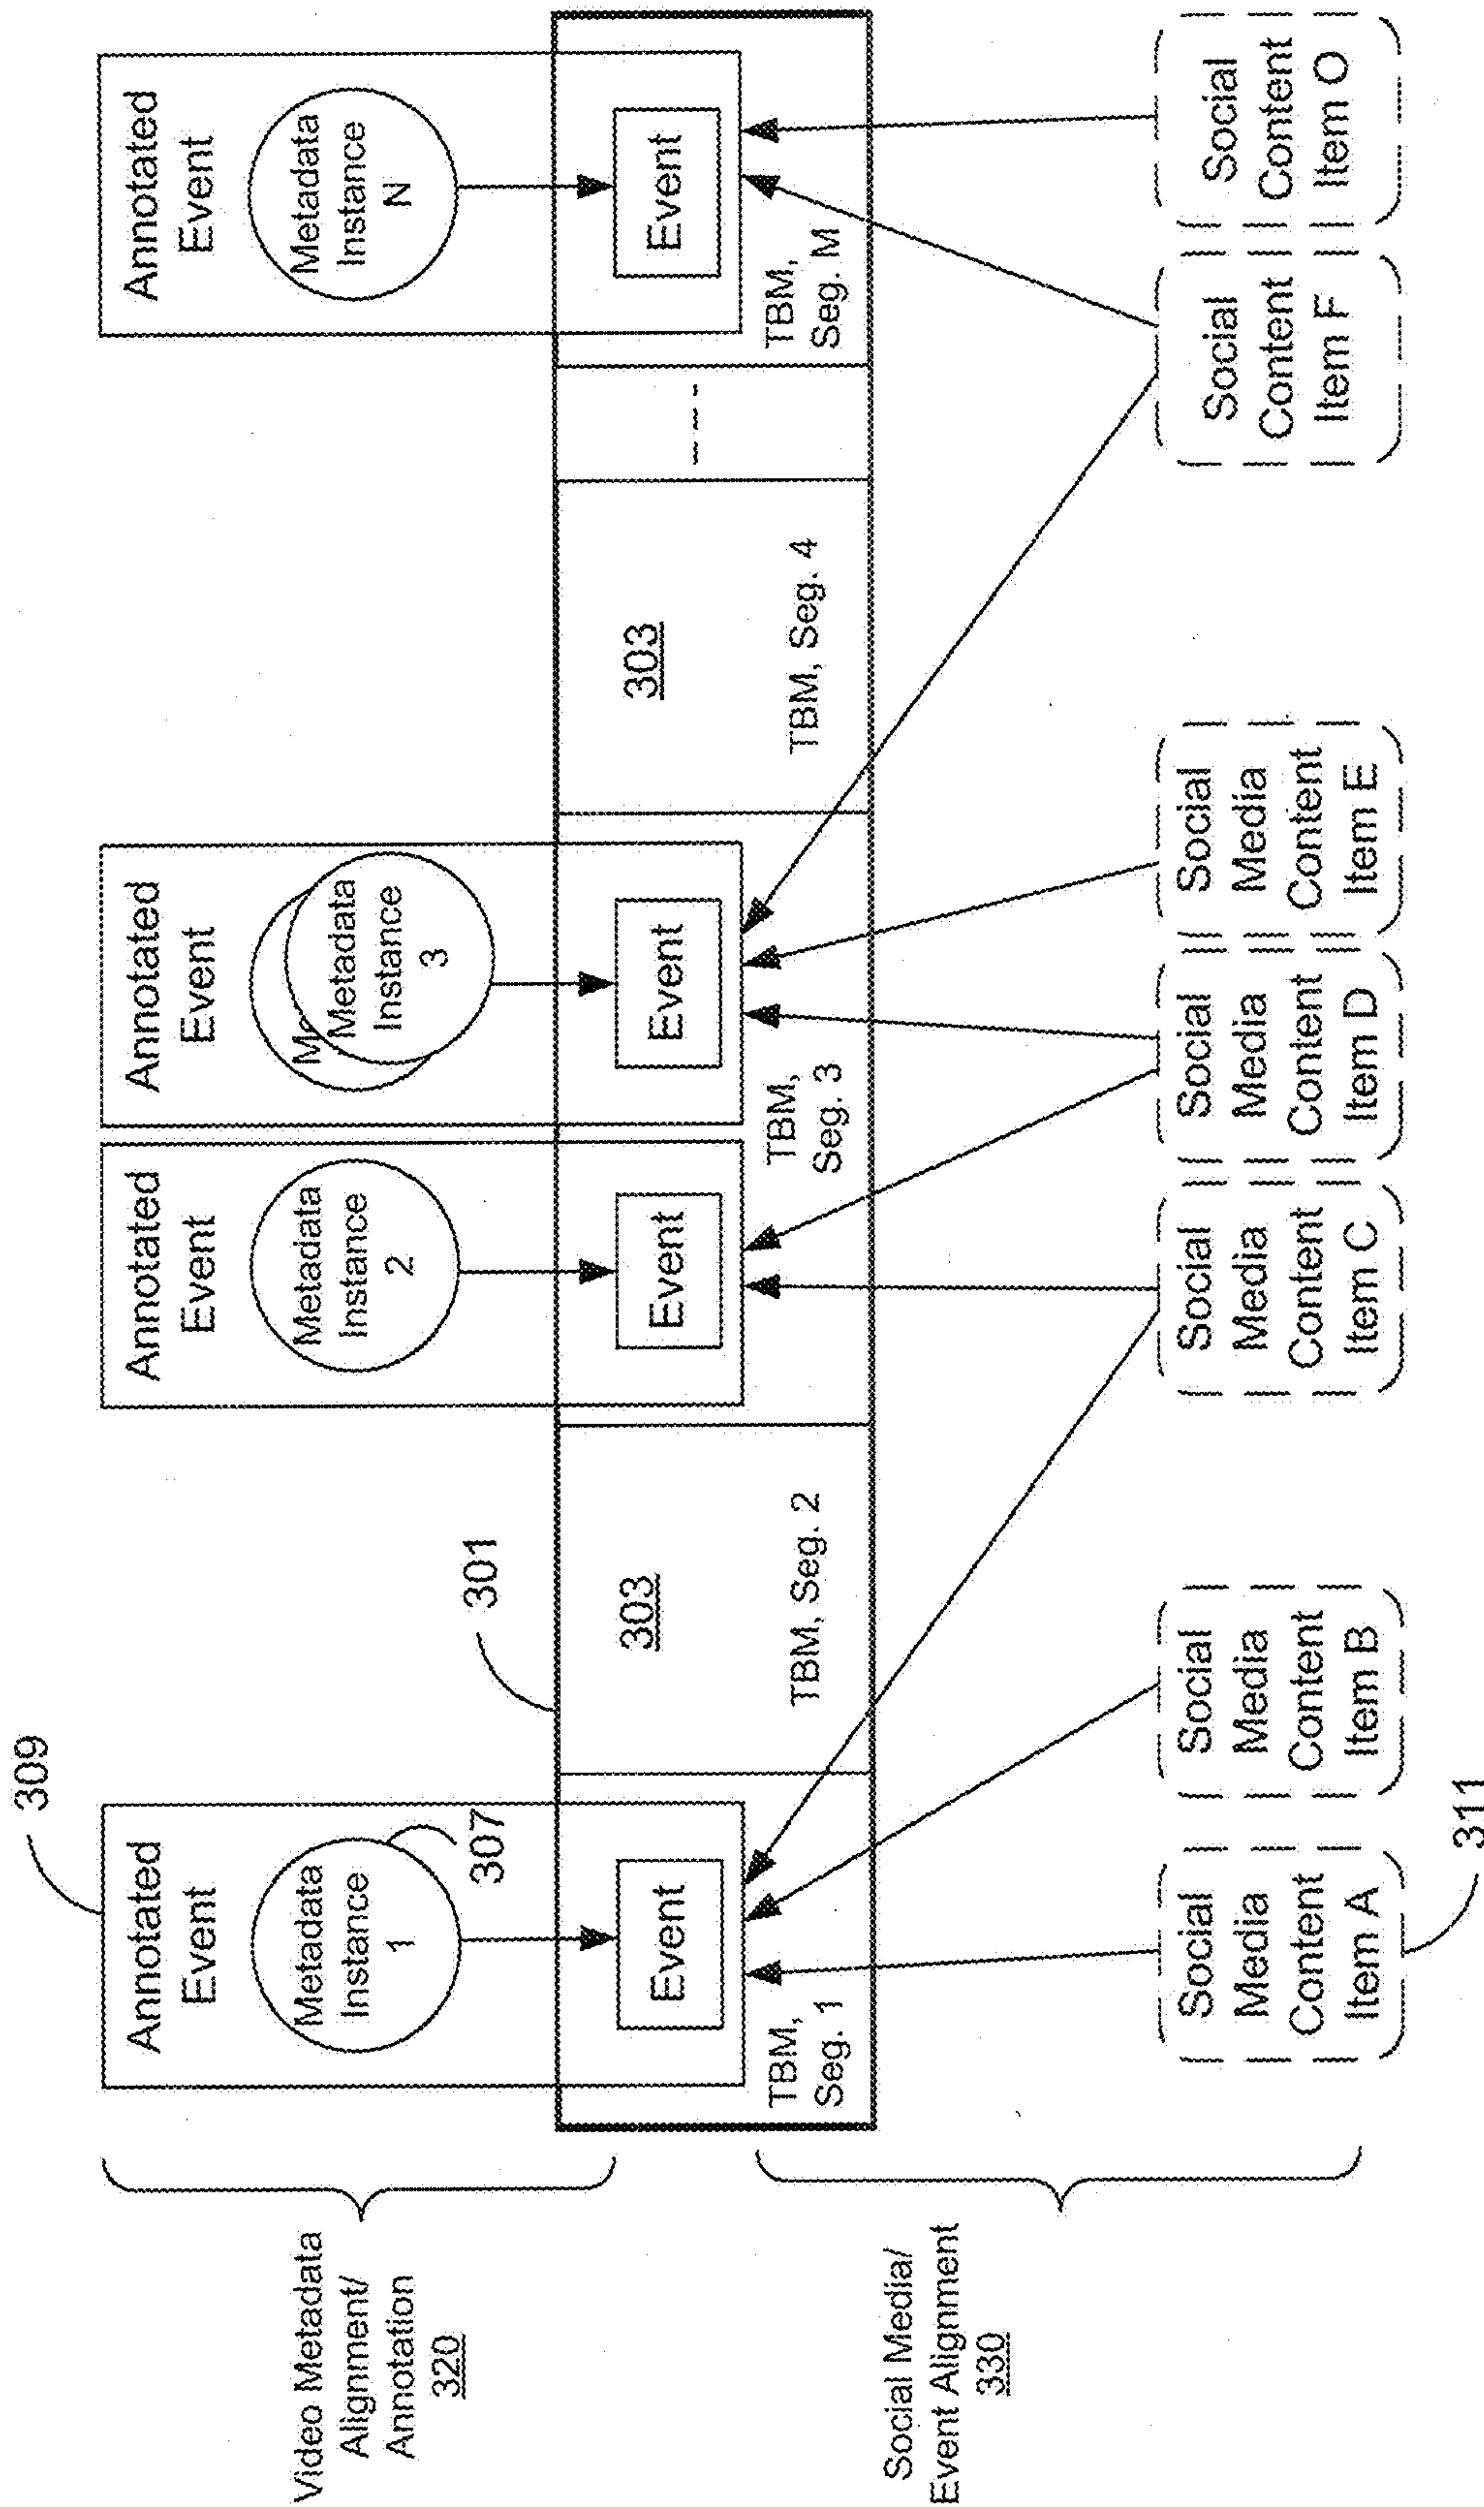 309
Annotated
Event
Metadata
Instance
1
307
Annotated
Event
Metadata
Instance
2
Annotated
Event
Metadata
Instance
3
Annotated
Event
Metadata
Instance
N
Video Metadata
Alignment/
Annotation
320
301
Event
TBM,
Seg. 1
303
TBM, Seg. 2
Event
Event
TBM,
Seg. 3
303
TBM, Seg. 4
Event
TBM,
Seg. M
Social Media/
Event Alignment
330
Social
Media
Content
Item A
311
Social
Media
Content
Item B
Social
Media
Content
Item C
Social
Media
Content
Item D
Social
Media
Content
Item E
Social
Content
Item F
Social
Content
Item O